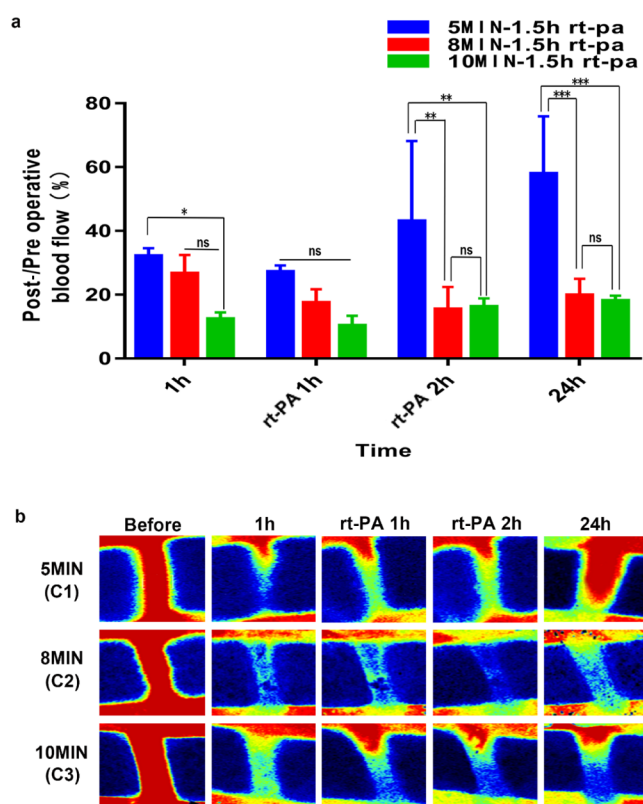 a
5MIN-1.5h rt-pa
8MIN-1.5h rt-pa
10MIN-1.5h rt-pa
Post-/Pre operative
blood flow (%)
80
60
40
20
0
*
ns
ns
**
**
ns
***
***
ns
1h
rt-PA 1h
rt-PA 2h
24h
Time
b
Before 1h rt-PA 1h rt-PA 2h 24h
5MIN
(C1)
8MIN
(C2)
10MIN
(C3)